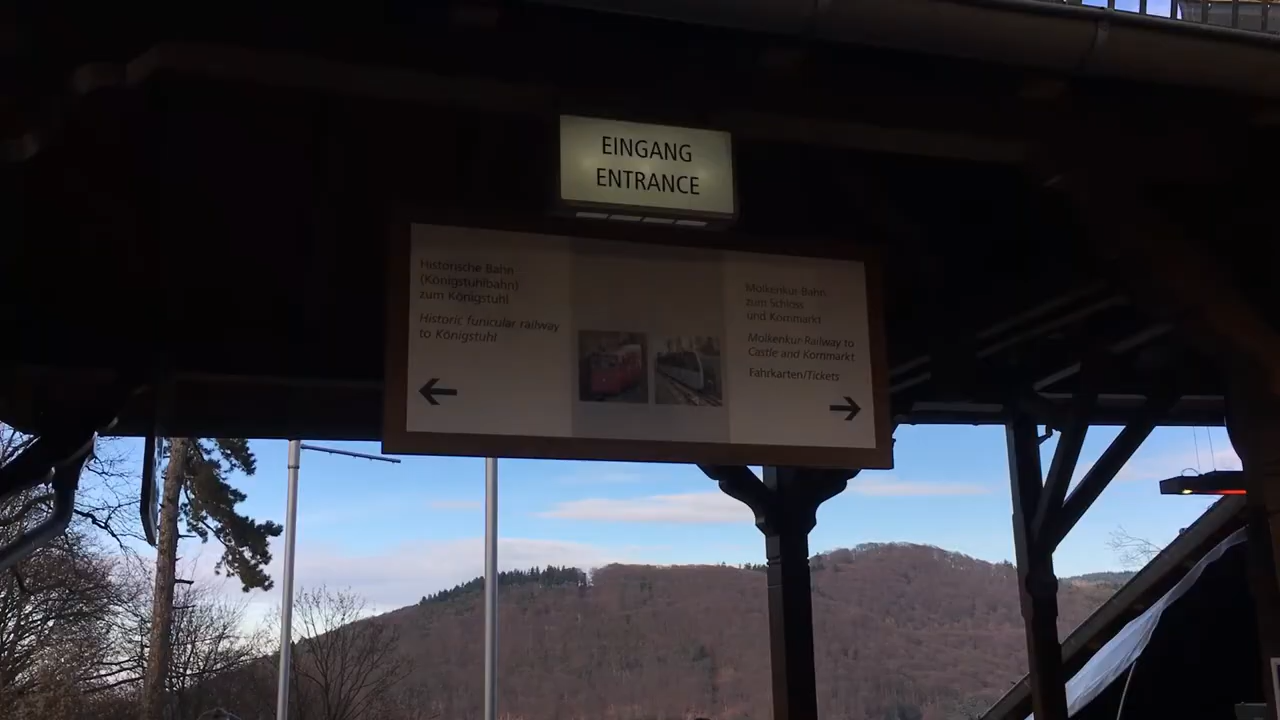 EINGANG
ENTRANCE
Historische Bahn
(Königstuhlbahn)
zum Königstuhl
Historic funicular railway
to Königstuhl
Molkenkur-Bahn
zum Schloss
und Kornmarkt
Molkenkur-Railway to
Castle and Kornmarkt
Fahrkarten/Tickets